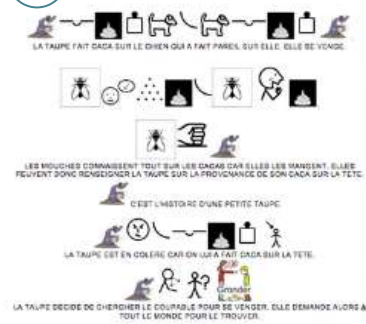 LA TAUPE FAIT CACA SUR LE CHIEN QUI A FAIT PAREIL SUR ELLE. ELLE SE VENGE.
LES MOUCHES CONNAISSENT TOUT SUR LES CACAS CAR ELLES LES MANGENT. ELLES
PEUVENT DONC RENSEIGNER LA TAUPE SUR LA PROVENANCE DE SON CACA SUR LA TETE.
C'EST L'HISTOIRE D'UNE PETITE TAUPE.
LA TAUPE EST EN COLERE CAR ON LUI A FAIT CACA SUR LA TETE.
Grander
LA TAUPE DECIDE DE CHERCHER LE COUPABLE POUR SE VENGER. ELLE DEMANDE ALORS A
TOUT LE MONDE POUR LE TROUVER.